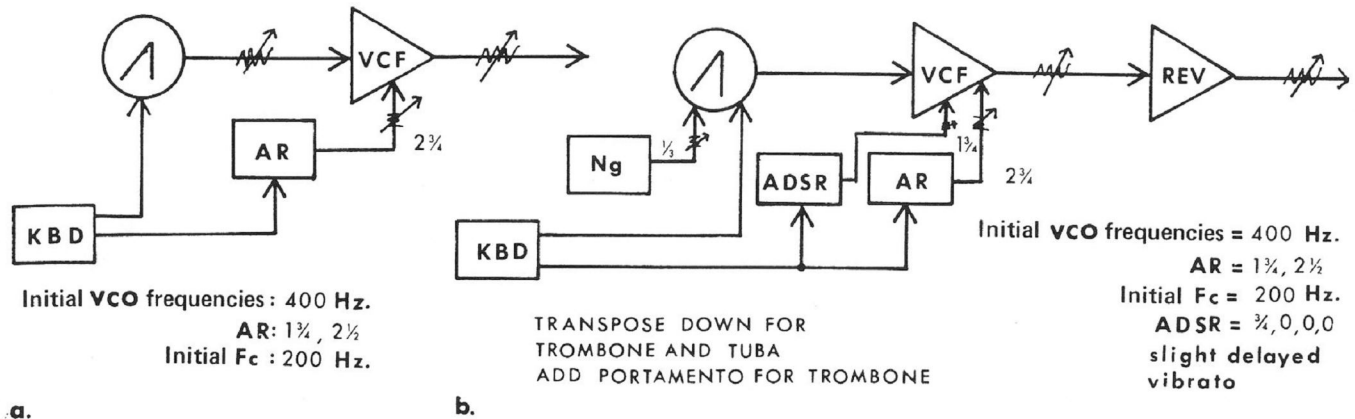 VCF
AR
2¾
KBD
Initial VCO frequencies: 400 Hz.
AR: 1¾, 2½
Initial Fc: 200 Hz.
a.
VCF
REV
Ng
⅓
ADSR
1¾
AR
2¾
KBD
Initial VCO frequencies = 400 Hz.
AR = 1¾, 2½
Initial Fc = 200 Hz.
ADSR = ¾,0,0,0
slight delayed
vibrato
TRANSPOSE DOWN FOR
TROMBONE AND TUBA
ADD PORTAMENTO FOR TROMBONE
b.